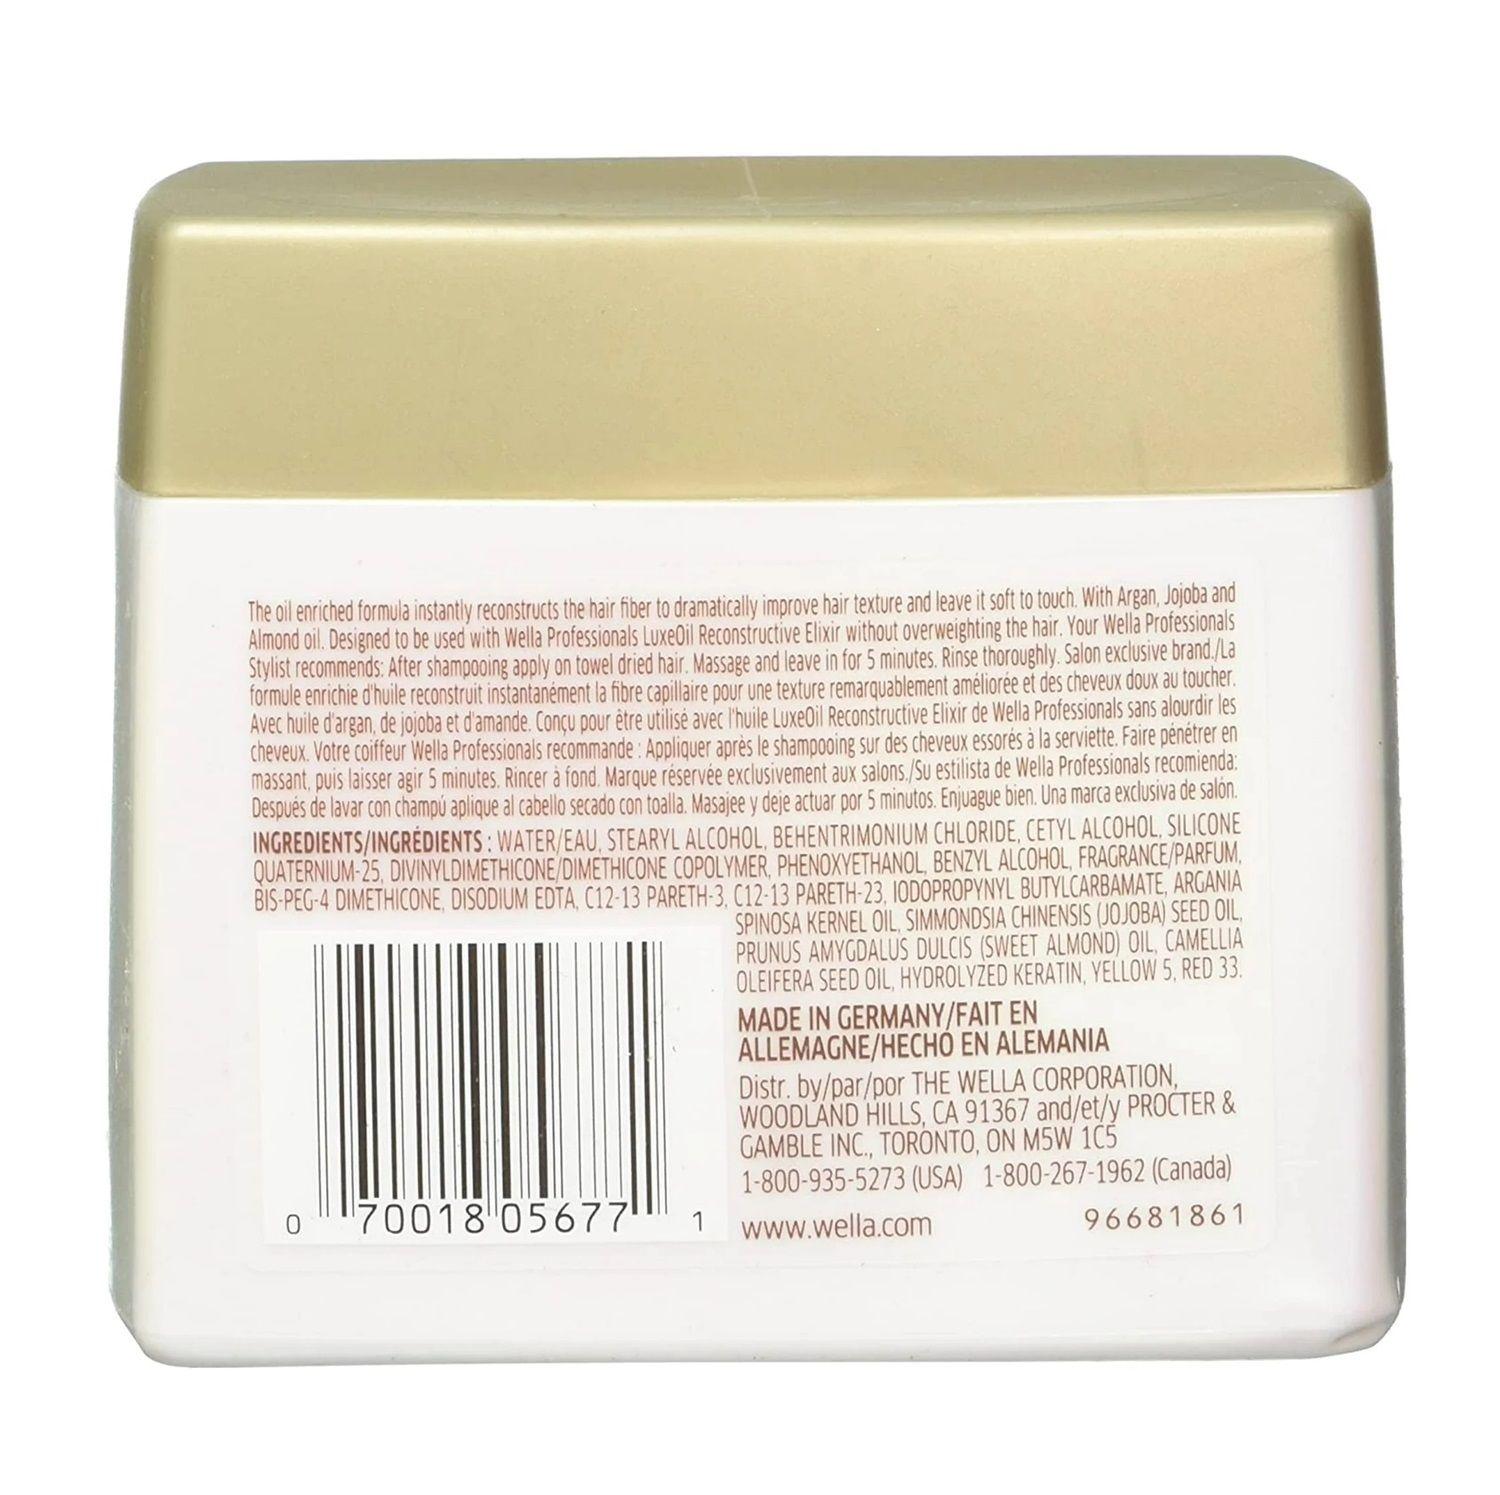 The oil enriched formula instantly reconstructs the hair fiber to dramatically improve hair texture and leave it soft to touch. With Argan, Jojoba and
Almond oil. Designed to be used with Wella Professionals LuxeOil Reconstructive Elixir without overweighting the hair. Your Wella Professionals
Stylist recommends: After shampooing apply on towel dried hair. Massage and leave in for 5 minutes. Rinse thoroughly. Salon exclusive brand./La
formule enrichie d'huile reconstruit instantanément la fibre capillaire pour une texture remarquablement améliorée et des cheveux doux au toucher.
Avec huile d'argan, de jojoba et d'amande. Conçu pour être utilisé avec l'huile LuxeOil Reconstructive Elixir de Wella Professionals sans alourdir les
cheveux. Votre coiffeur Wella Professionals recommande : Appliquer après le shampooing sur des cheveux essorés à la serviette. Faire pénétrer en
massant, puis laisser agir 5 minutes. Rincer à fond. Marque réservée exclusivement aux salons./Su estilista de Wella Professionals recomienda:
Después de lavar con champú aplique al cabello secado con toalla. Masajee y deje actuar por 5 minutos. Enjuague bien. Una marca exclusiva de salón.
INGREDIENTS/INGRÉDIENTS : WATER/EAU, STEARYL ALCOHOL, BEHENTRIMONIUM CHLORIDE, CETYL ALCOHOL, SILICONE
QUATERNIUM-25, DIVINYLDIMETHICONE/DIMETHICONE COPOLYMER, PHENOXYETHANOL, BENZYL ALCOHOL, FRAGRANCE/PARFUM,
BIS-PEG-4 DIMETHICONE, DISODIUM EDTA, C12-13 PARETH-3, C12-13 PARETH-23, IODOPROPYNYL BUTYLCARBAMATE, ARGANIA
SPINOSA KERNEL OIL, SIMMONDSIA CHINENSIS (JOJOBA) SEED OIL,
PRUNUS AMYGDALUS DULCIS (SWEET ALMOND) OIL, CAMELLIA
OLEIFERA SEED OIL, HYDROLYZED KERATIN, YELLOW 5, RED 33.
MADE IN GERMANY/FAIT EN
ALLEMAGNE/HECHO EN ALEMANIA
Distr. by/par/por THE WELLA CORPORATION,
WOODLAND HILLS, CA 91367 and/et/y PROCTER &
GAMBLE INC., TORONTO, ON M5W 1C5
1-800-935-5273 (USA) 1-800-267-1962 (Canada)
www.wella.com 96681861
0 70018 05677 1